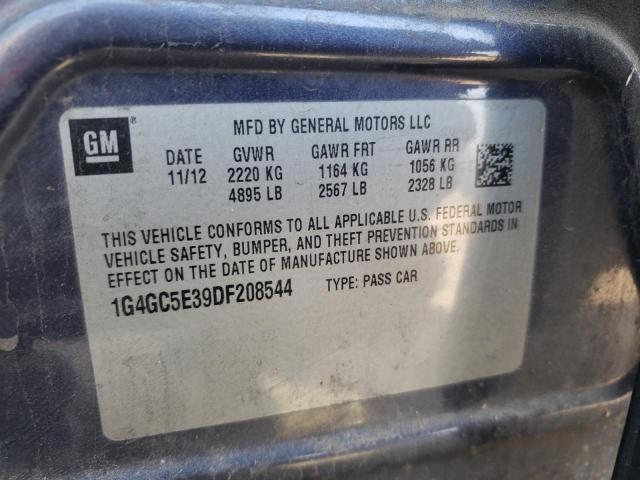 GM ®
MFD BY GENERAL MOTORS LLC
DATE GVWR GAWR FRT GAWR RR
11/12 2220 KG 1164 KG 1056 KG
4895 LB 2567 LB 2328 LB
THIS VEHICLE CONFORMS TO ALL APPLICABLE U.S. FEDERAL MOTOR
VEHICLE SAFETY, BUMPER, AND THEFT PREVENTION STANDARDS IN
EFFECT ON THE DATE OF MANUFACTURE SHOWN ABOVE.
1G4GC5E39DF208544 TYPE: PASS CAR